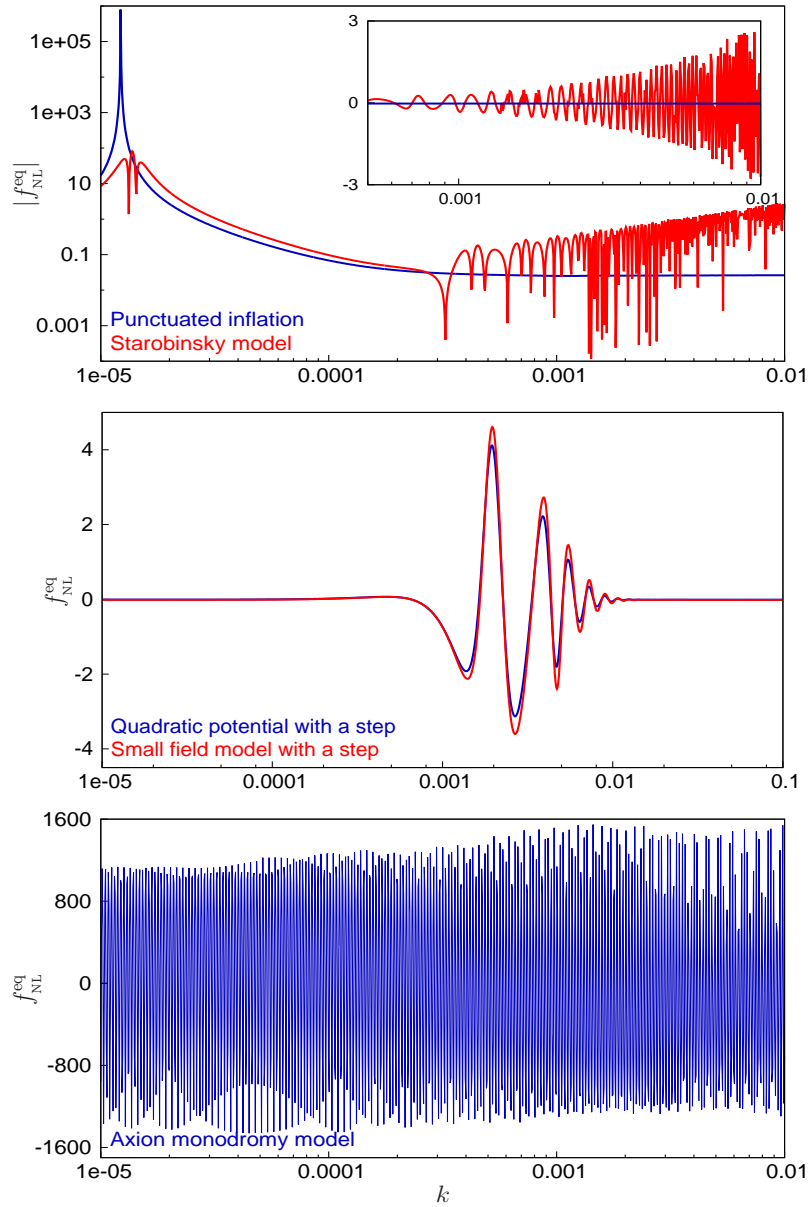 1e+05
1e+03
10
0.1
0.001
|f_NL^eq|
3
0
-3
0.001
0.01
Punctuated inflation
Starobinsky model
1e-05
0.0001
0.001
0.01
4
2
0
-2
-4
f_NL^eq
Quadratic potential with a step
Small field model with a step
1e-05
0.0001
0.001
0.01
0.1
1600
800
0
-800
-1600
f_NL^eq
Axion monodromy model
1e-05
0.0001
0.001
0.01
k